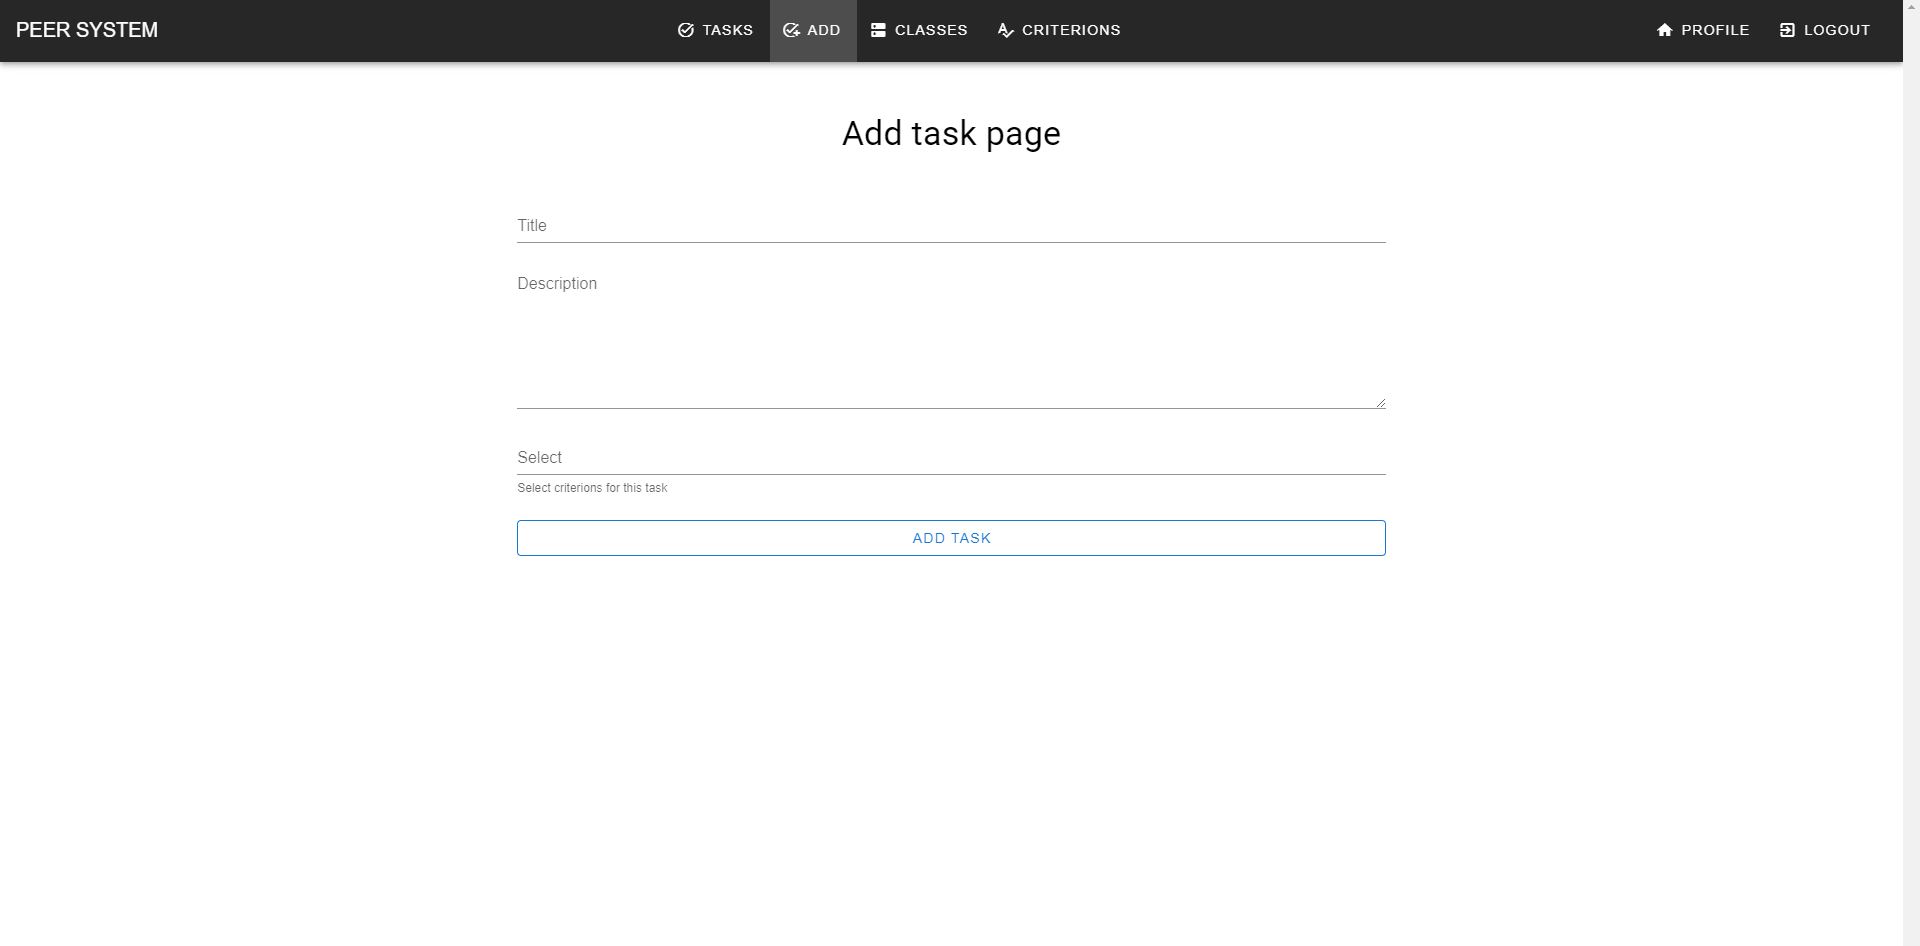 PEER SYSTEM
TASKS
ADD
CLASSES
CRITERIONS
PROFILE
LOGOUT
Add task page
Title
Description
Select
Select criterions for this task
ADD TASK